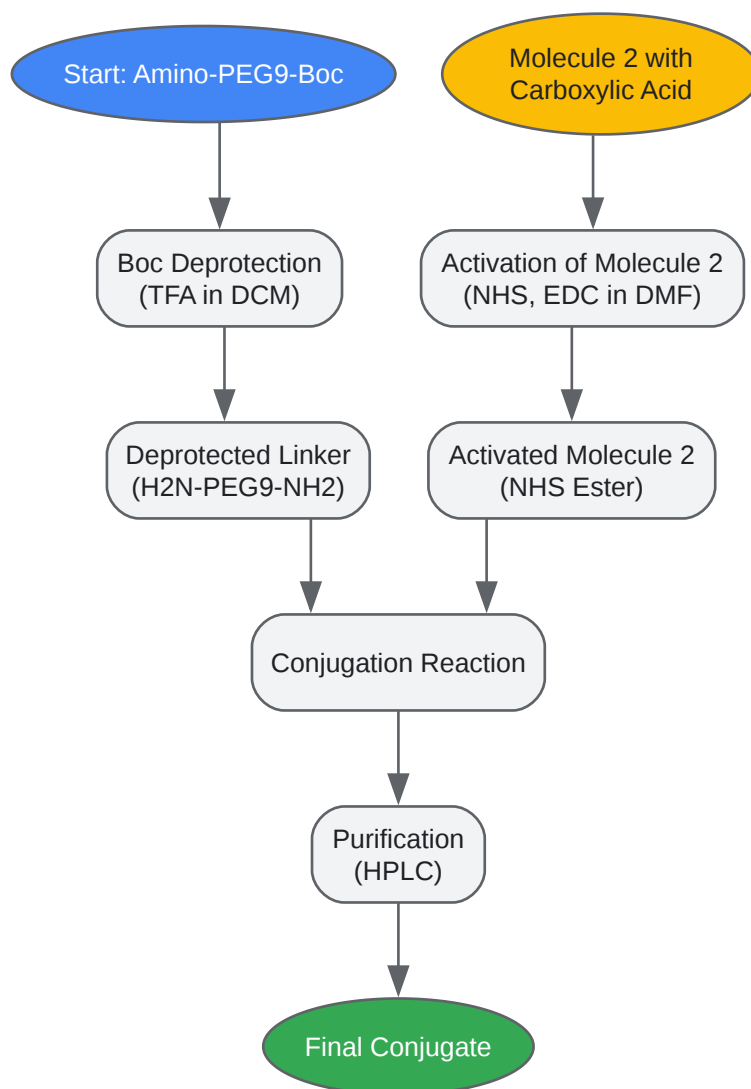 Start: Amino-PEG9-Boc
Molecule 2 with
Carboxylic Acid
Boc Deprotection
(TFA in DCM)
Activation of Molecule 2
(NHS, EDC in DMF)
Deprotected Linker
(H2N-PEG9-NH2)
Activated Molecule 2
(NHS Ester)
Conjugation Reaction
Purification
(HPLC)
Final Conjugate